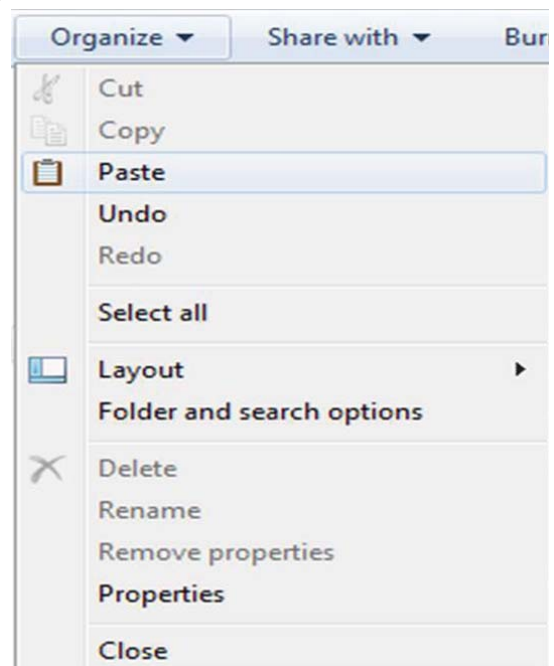 Organize Share with Bur
Cut
Copy
Paste
Undo
Redo
Select all
Layout
Folder and search options
Delete
Rename
Remove properties
Properties
Close